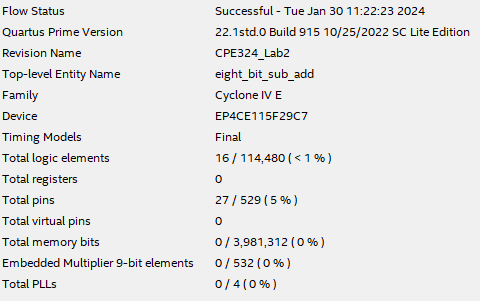 Flow Status Successful - Tue Jan 30 11:22:23 2024
Quartus Prime Version 22.1std.0 Build 915 10/25/2022 SC Lite Edition
Revision Name CPE324_Lab2
Top-level Entity Name eight_bit_sub_add
Family Cyclone IV E
Device EP4CE115F29C7
Timing Models Final
Total logic elements 16 / 114,480 ( < 1 % )
Total registers 0
Total pins 27 / 529 ( 5 % )
Total virtual pins 0
Total memory bits 0 / 3,981,312 ( 0 % )
Embedded Multiplier 9-bit elements 0 / 532 ( 0 % )
Total PLLs 0 / 4 ( 0 % )